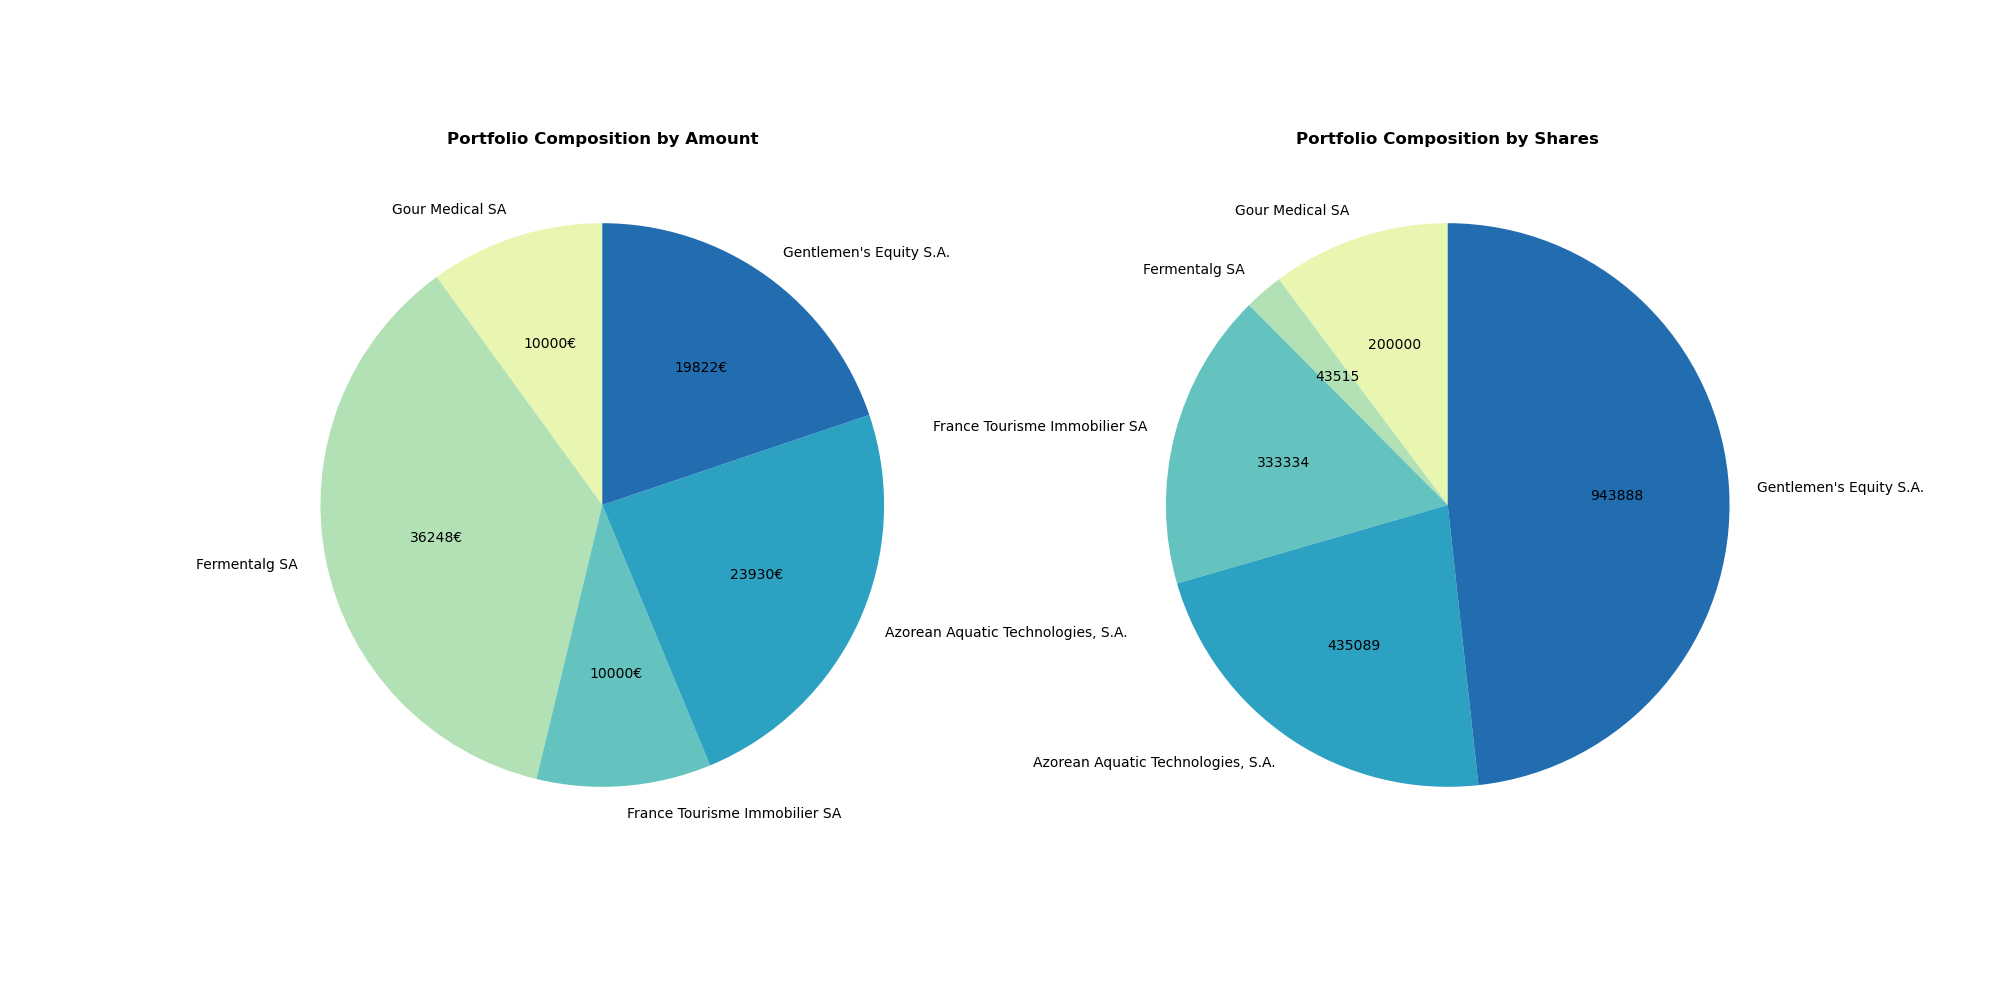 Portfolio Composition by Amount
Gour Medical SA
Gentlemen's Equity S.A.
10000€
19822€
36248€
Fermentalg SA
23930€
Azorean Aquatic Technologies, S.A.
10000€
France Tourisme Immobilier SA
Portfolio Composition by Shares
Gour Medical SA
Fermentalg SA
200000
43515
France Tourisme Immobilier SA
333334
Gentlemen's Equity S.A.
943888
435089
Azorean Aquatic Technologies, S.A.